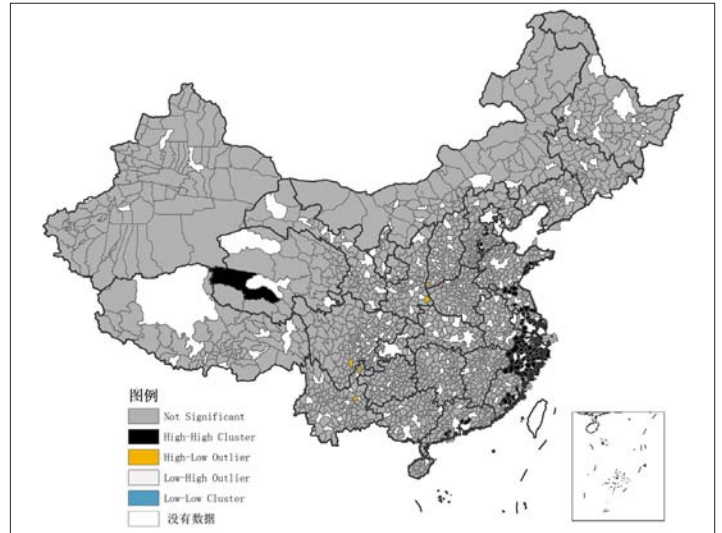 图例
Not Significant
High-High Cluster
High-Low Outlier
Low-High Outlier
Low-Low Cluster
没有数据